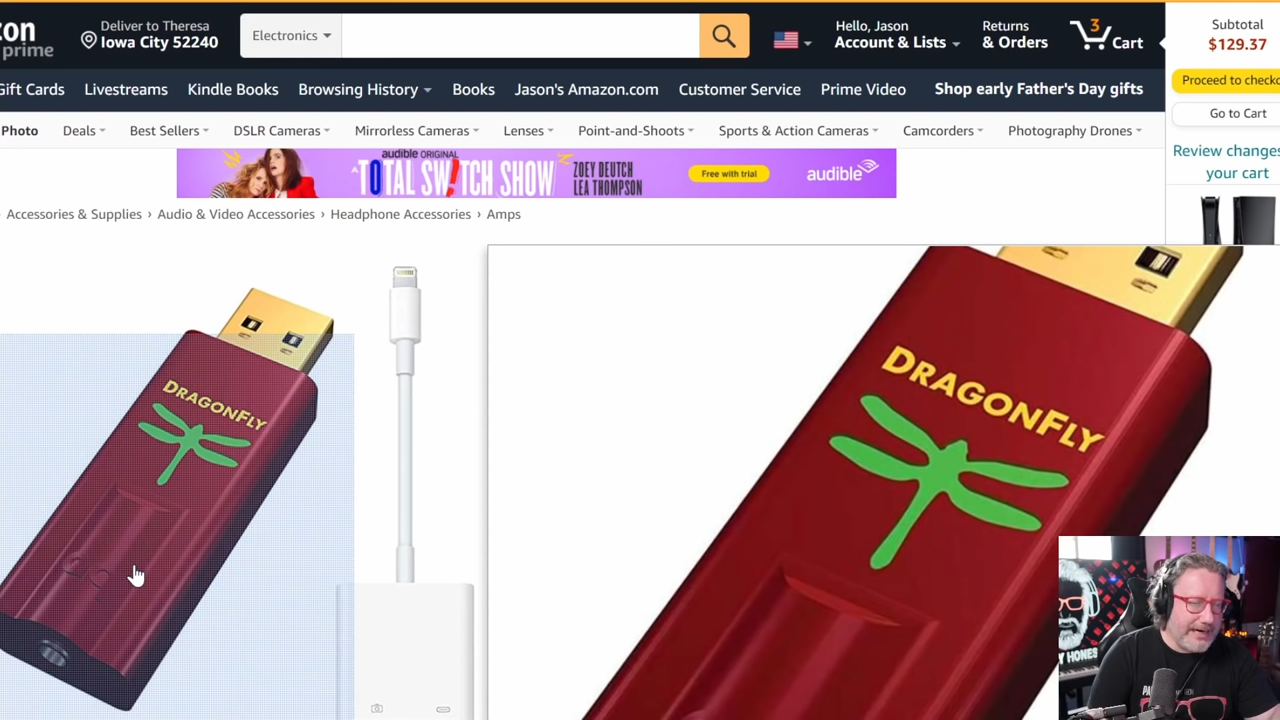 zon
prime
Deliver to Theresa
Iowa City 52240
Electronics
Hello, Jason
Account & Lists
Returns
& Orders
3
Cart
Subtotal
$129.37
Gift Cards
Livestreams
Kindle Books
Browsing History
Books
Jason's Amazon.com
Customer Service
Prime Video
Shop early Father's Day gifts
Proceed to checko
Go to Cart
Photo
Deals
Best Sellers
DSLR Cameras
Mirrorless Cameras
Lenses
Point-and-Shoots
Sports & Action Cameras
Camcorders
Photography Drones
Review changes
your cart
audible ORIGINAL
A TOTAL SW!TCH SHOW
ZOEY DEUTCH
LEA THOMPSON
Free with trial
audible
Accessories & Supplies › Audio & Video Accessories › Headphone Accessories › Amps
DRAGONFLY
DRAGONFLY
Y HONES